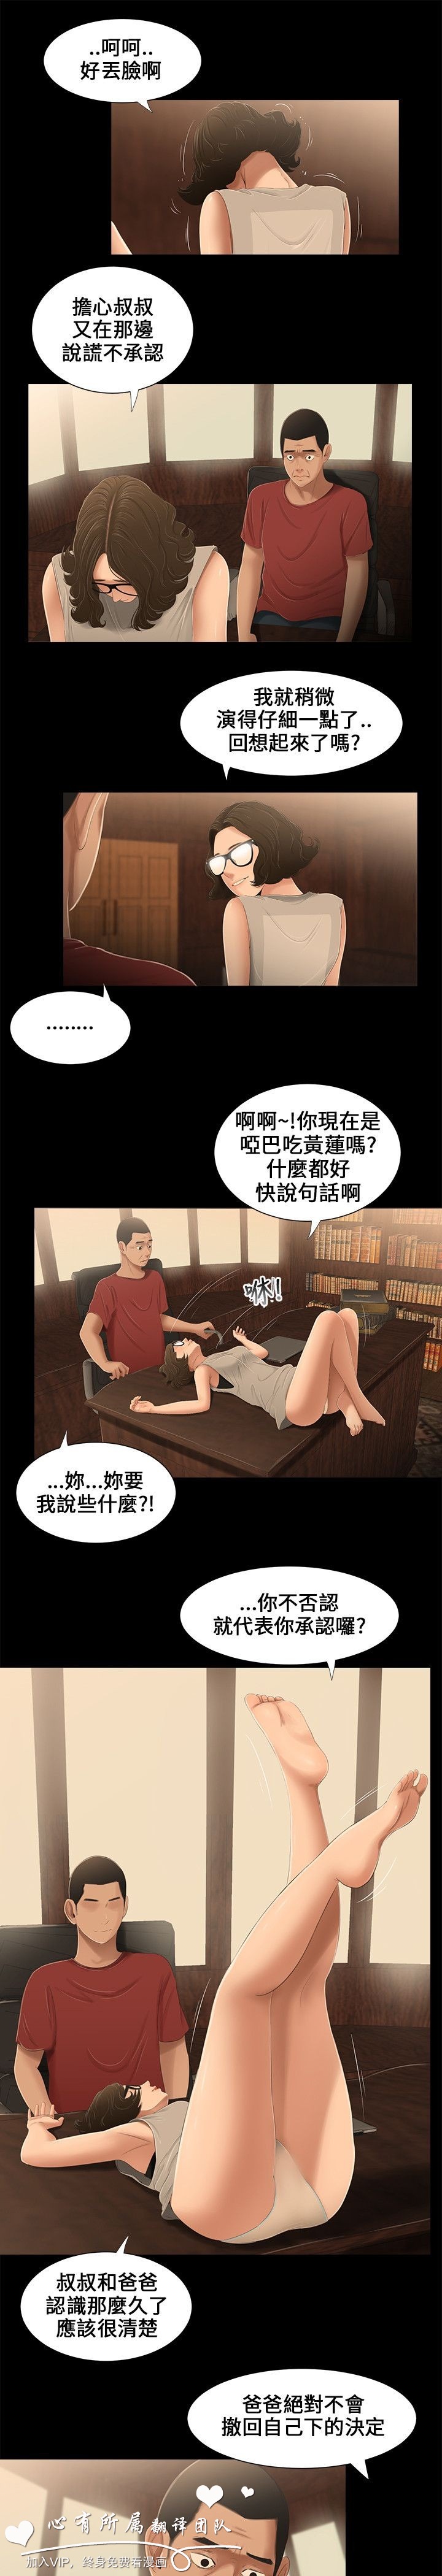 ..呵呵..
好丟臉啊
擔心叔叔
又在那邊
說謊不承認
我就稍微
演得仔細一點了..
回想起來了嗎?
........
啊啊~!你現在是
啞巴吃黃蓮嗎?
什麼都好
快說句話啊
咻!
...妳...妳要
我說些什麼?!
...你不否認
就代表你承認囉?
叔叔和爸爸
認識那麼久了
應該很清楚
爸爸絕對不會
撤回自己下的決定
心有所属翻译团队
加入VIP，终身免费看漫画